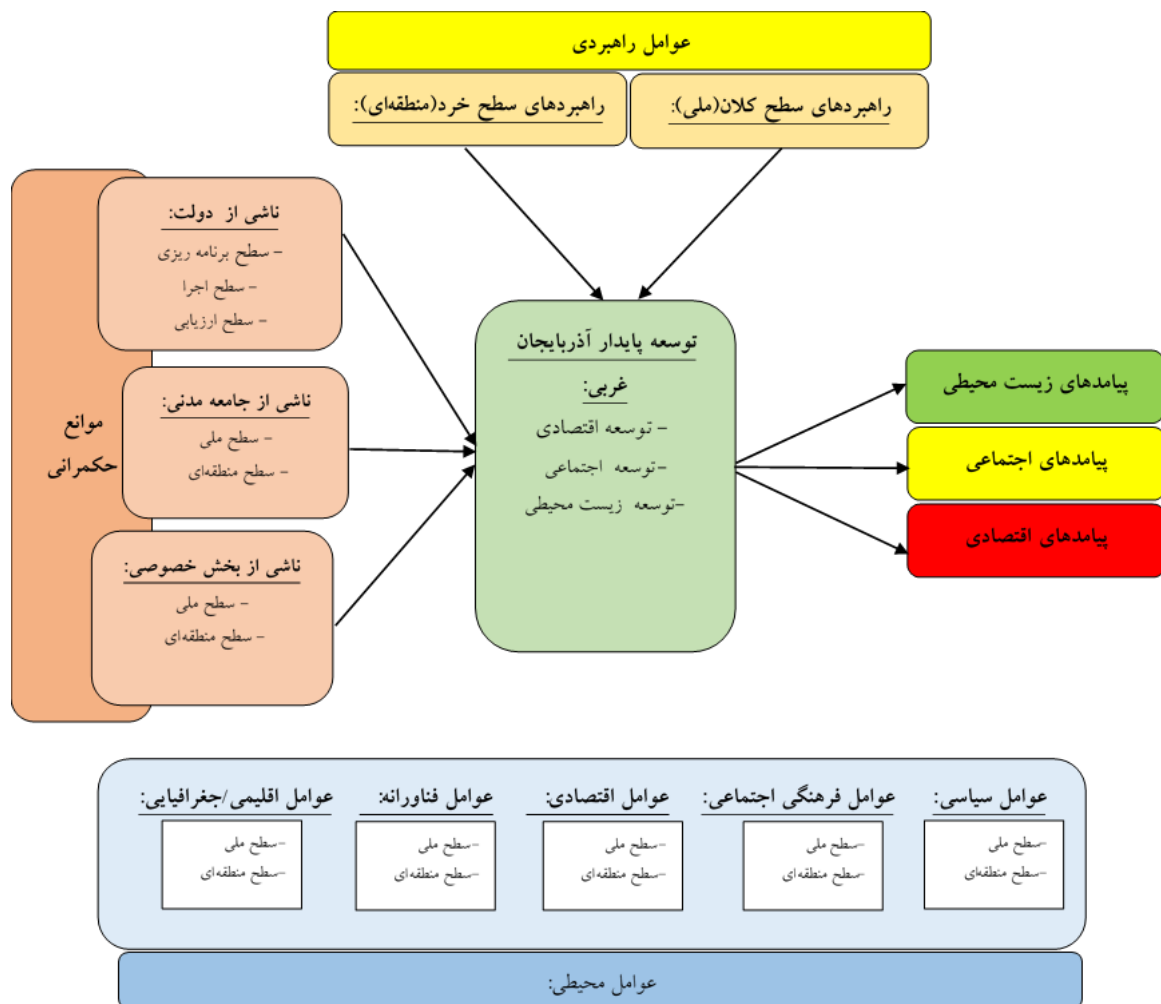 عوامل راهبردی
راهبردهای سطح کلان(ملی):
راهبردهای سطح خرد(منطقه‌ای):
موانع
حکمرانی
ناشی از دولت:
- سطح برنامه ریزی
- سطح اجرا
- سطح ارزیابی
ناشی از جامعه مدنی:
- سطح ملی
- سطح منطقه‌ای
ناشی از بخش خصوصی:
- سطح ملی
- سطح منطقه‌ای
توسعه پایدار آذربایجان
غربی:
- توسعه اقتصادی
-توسعه اجتماعی
-توسعه زیست محیطی
پیامدهای زیست محیطی
پیامدهای اجتماعی
پیامدهای اقتصادی
عوامل سیاسی:
-سطح ملی
-سطح منطقه‌ای
عوامل فرهنگی اجتماعی:
-سطح ملی
-سطح منطقه‌ای
عوامل اقتصادی:
-سطح ملی
-سطح منطقه‌ای
عوامل فناورانه:
-سطح ملی
-سطح منطقه‌ای
عوامل اقلیمی/جغرافیایی:
-سطح ملی
-سطح منطقه‌ای
عوامل محیطی: